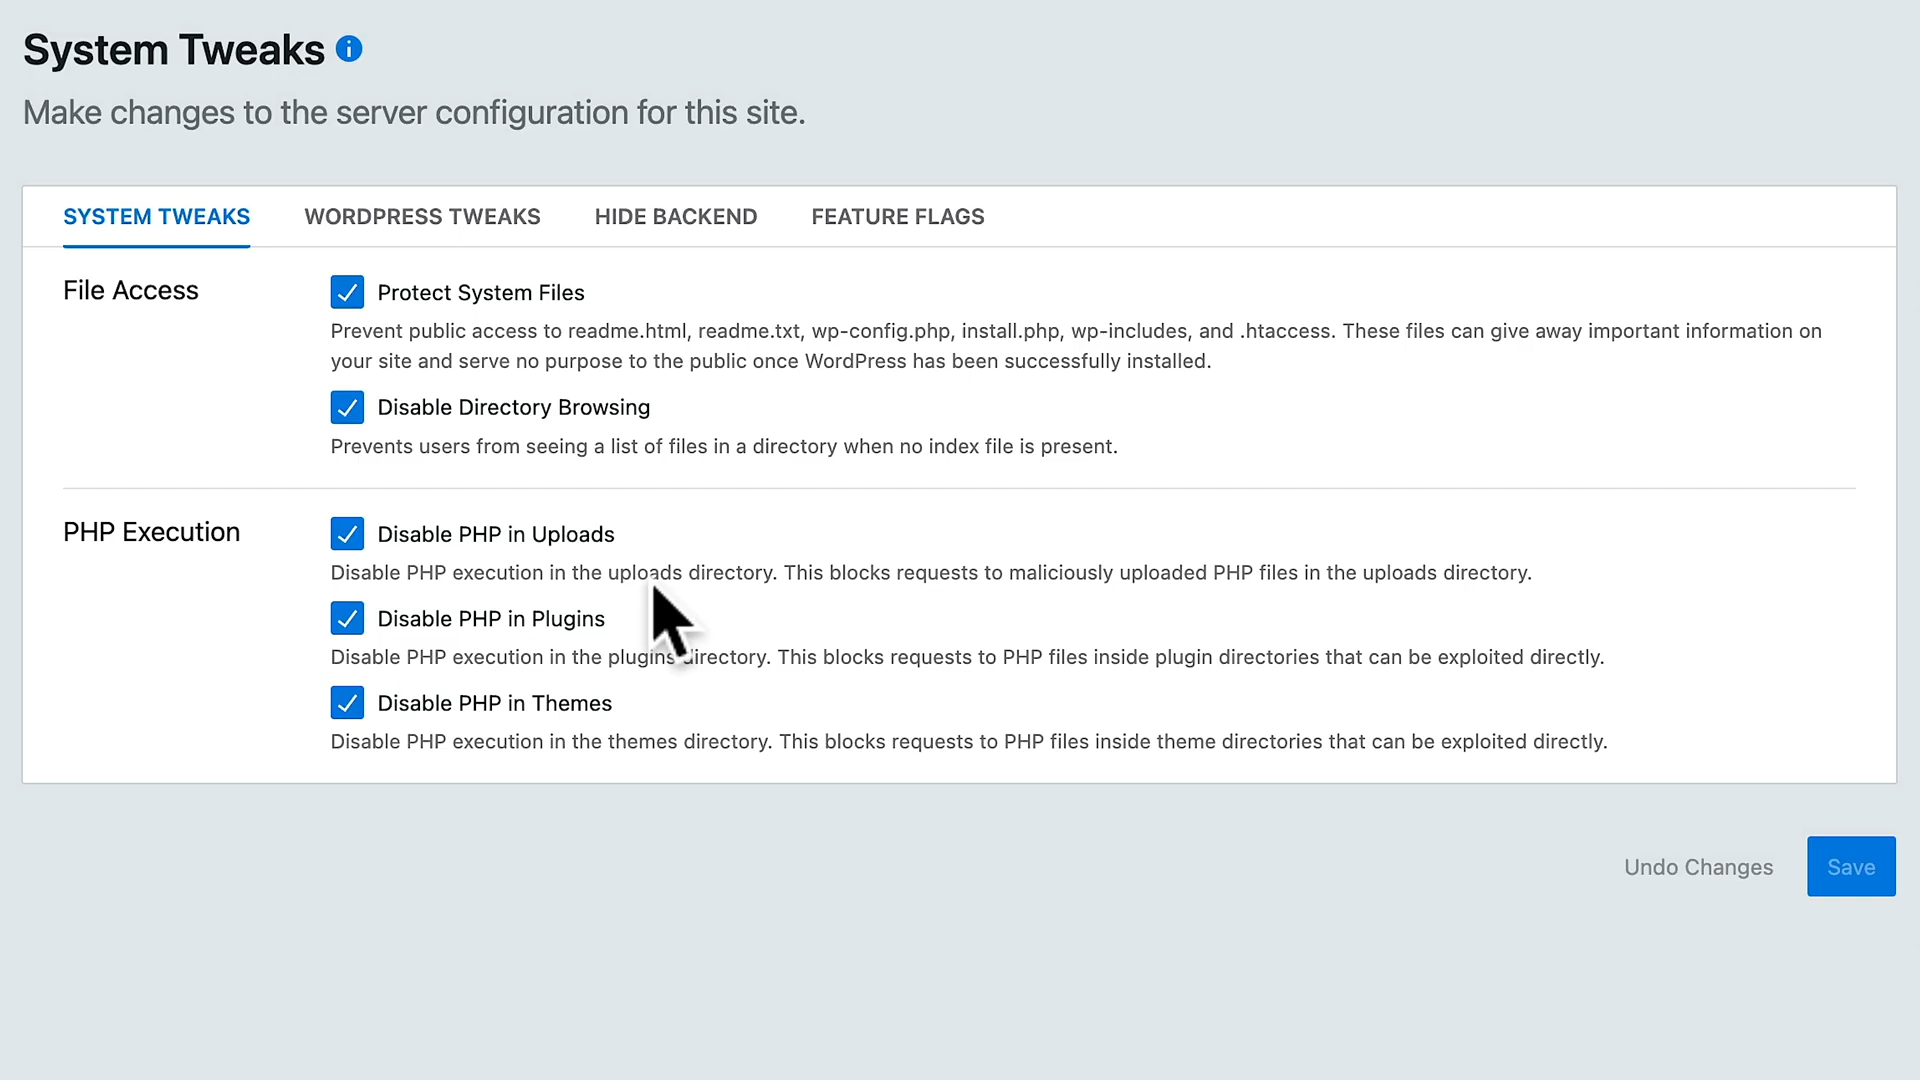 System Tweaks
Make changes to the server configuration for this site.
SYSTEM TWEAKS WORDPRESS TWEAKS HIDE BACKEND FEATURE FLAGS
File Access
Protect System Files
Prevent public access to readme.html, readme.txt, wp-config.php, install.php, wp-includes, and .htaccess. These files can give away important information on
your site and serve no purpose to the public once WordPress has been successfully installed.
Disable Directory Browsing
Prevents users from seeing a list of files in a directory when no index file is present.
PHP Execution
Disable PHP in Uploads
Disable PHP execution in the uploads directory. This blocks requests to maliciously uploaded PHP files in the uploads directory.
Disable PHP in Plugins
Disable PHP execution in the plugins directory. This blocks requests to PHP files inside plugin directories that can be exploited directly.
Disable PHP in Themes
Disable PHP execution in the themes directory. This blocks requests to PHP files inside theme directories that can be exploited directly.
Undo Changes Save